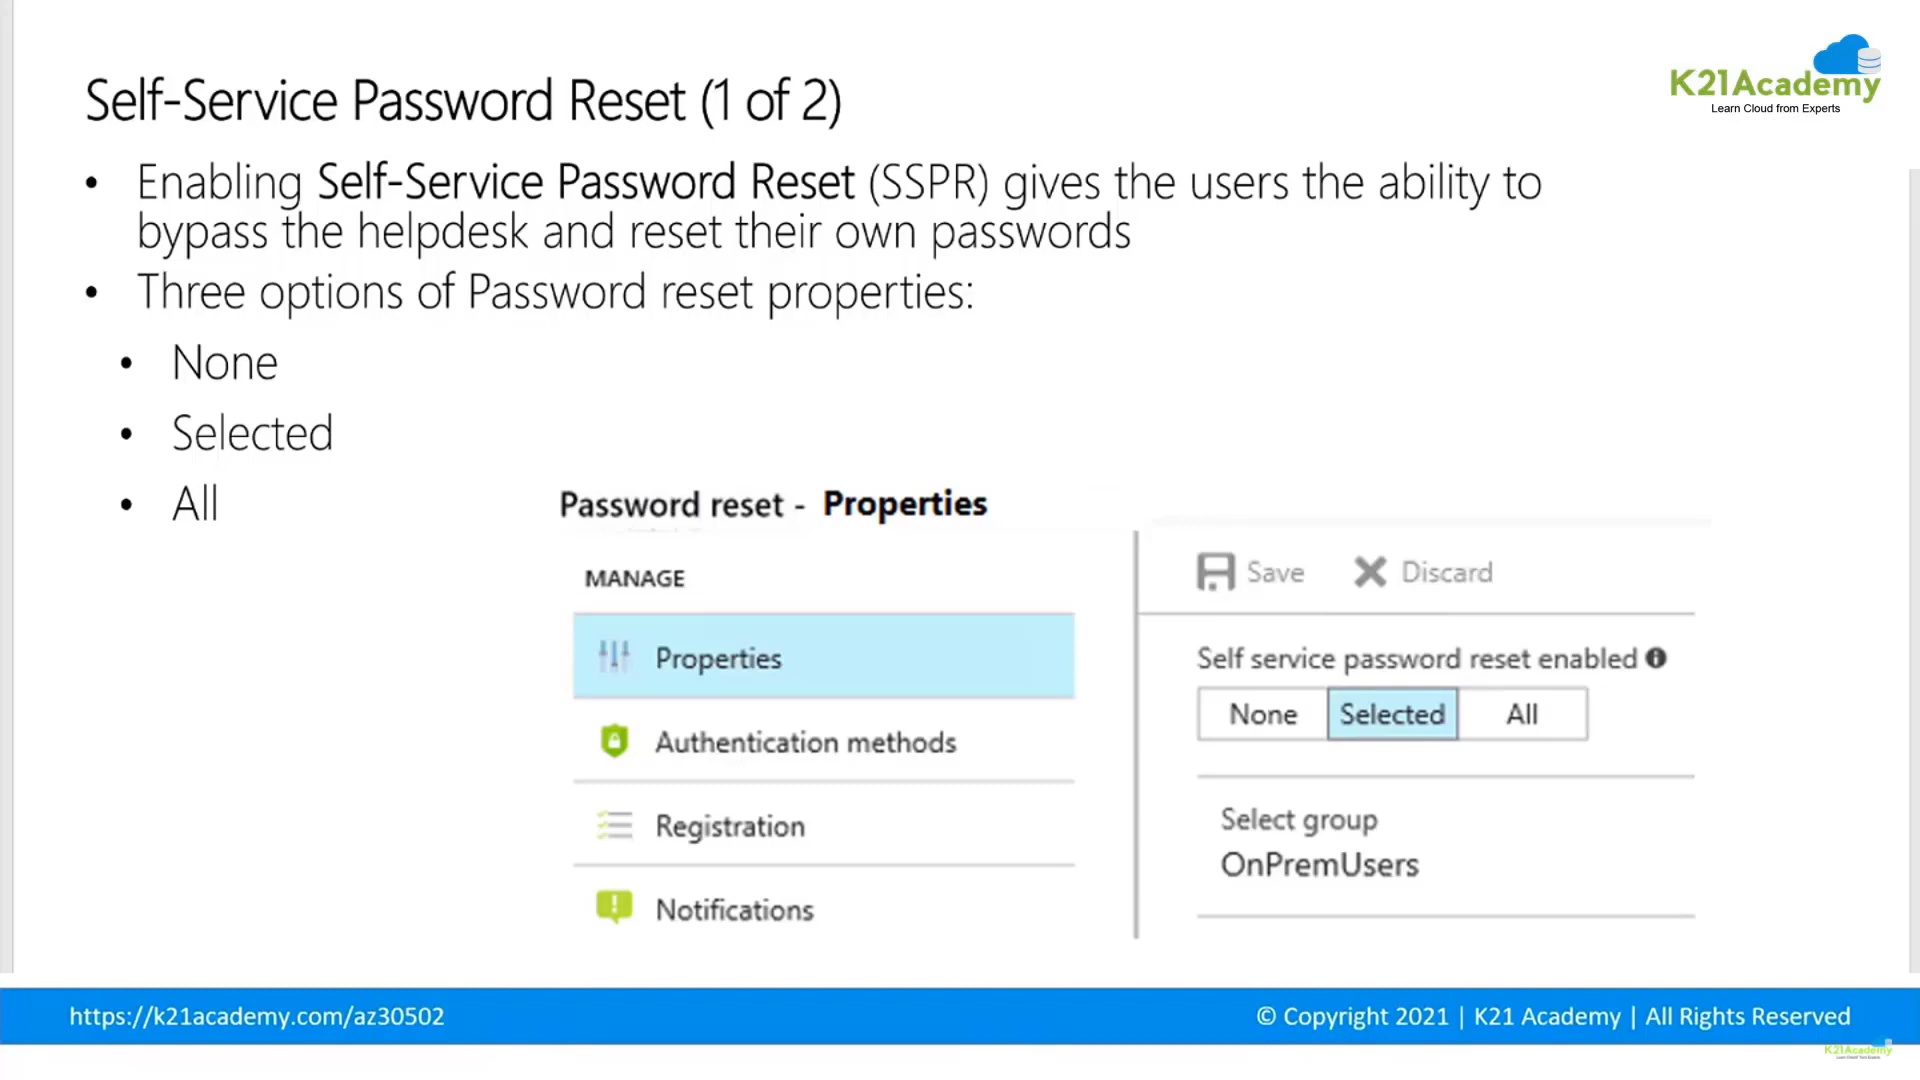 K21Academy
Learn Cloud from Experts
Self-Service Password Reset (1 of 2)
• Enabling Self-Service Password Reset (SSPR) gives the users the ability to
bypass the helpdesk and reset their own passwords
• Three options of Password reset properties:
• None
• Selected
• All
Password reset - Properties
MANAGE
Properties
Authentication methods
Registration
Notifications
Save Discard
Self service password reset enabled
None Selected All
Select group
OnPremUsers
https://k21academy.com/az30502
© Copyright 2021 | K21 Academy | All Rights Reserved
K21Academy